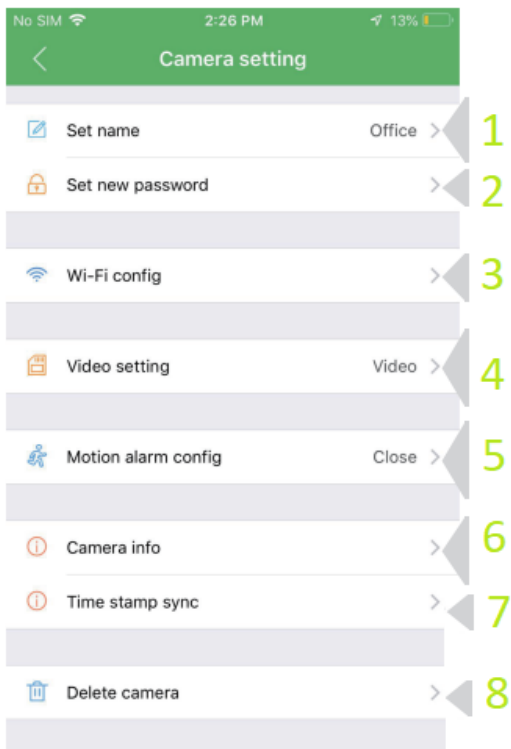 No SIM 2:26 PM 13%
Camera setting
Set name Office 1
Set new password 2
Wi-Fi config 3
Video setting Video 4
Motion alarm config Close 5
Camera info 6
Time stamp sync 7
Delete camera 8